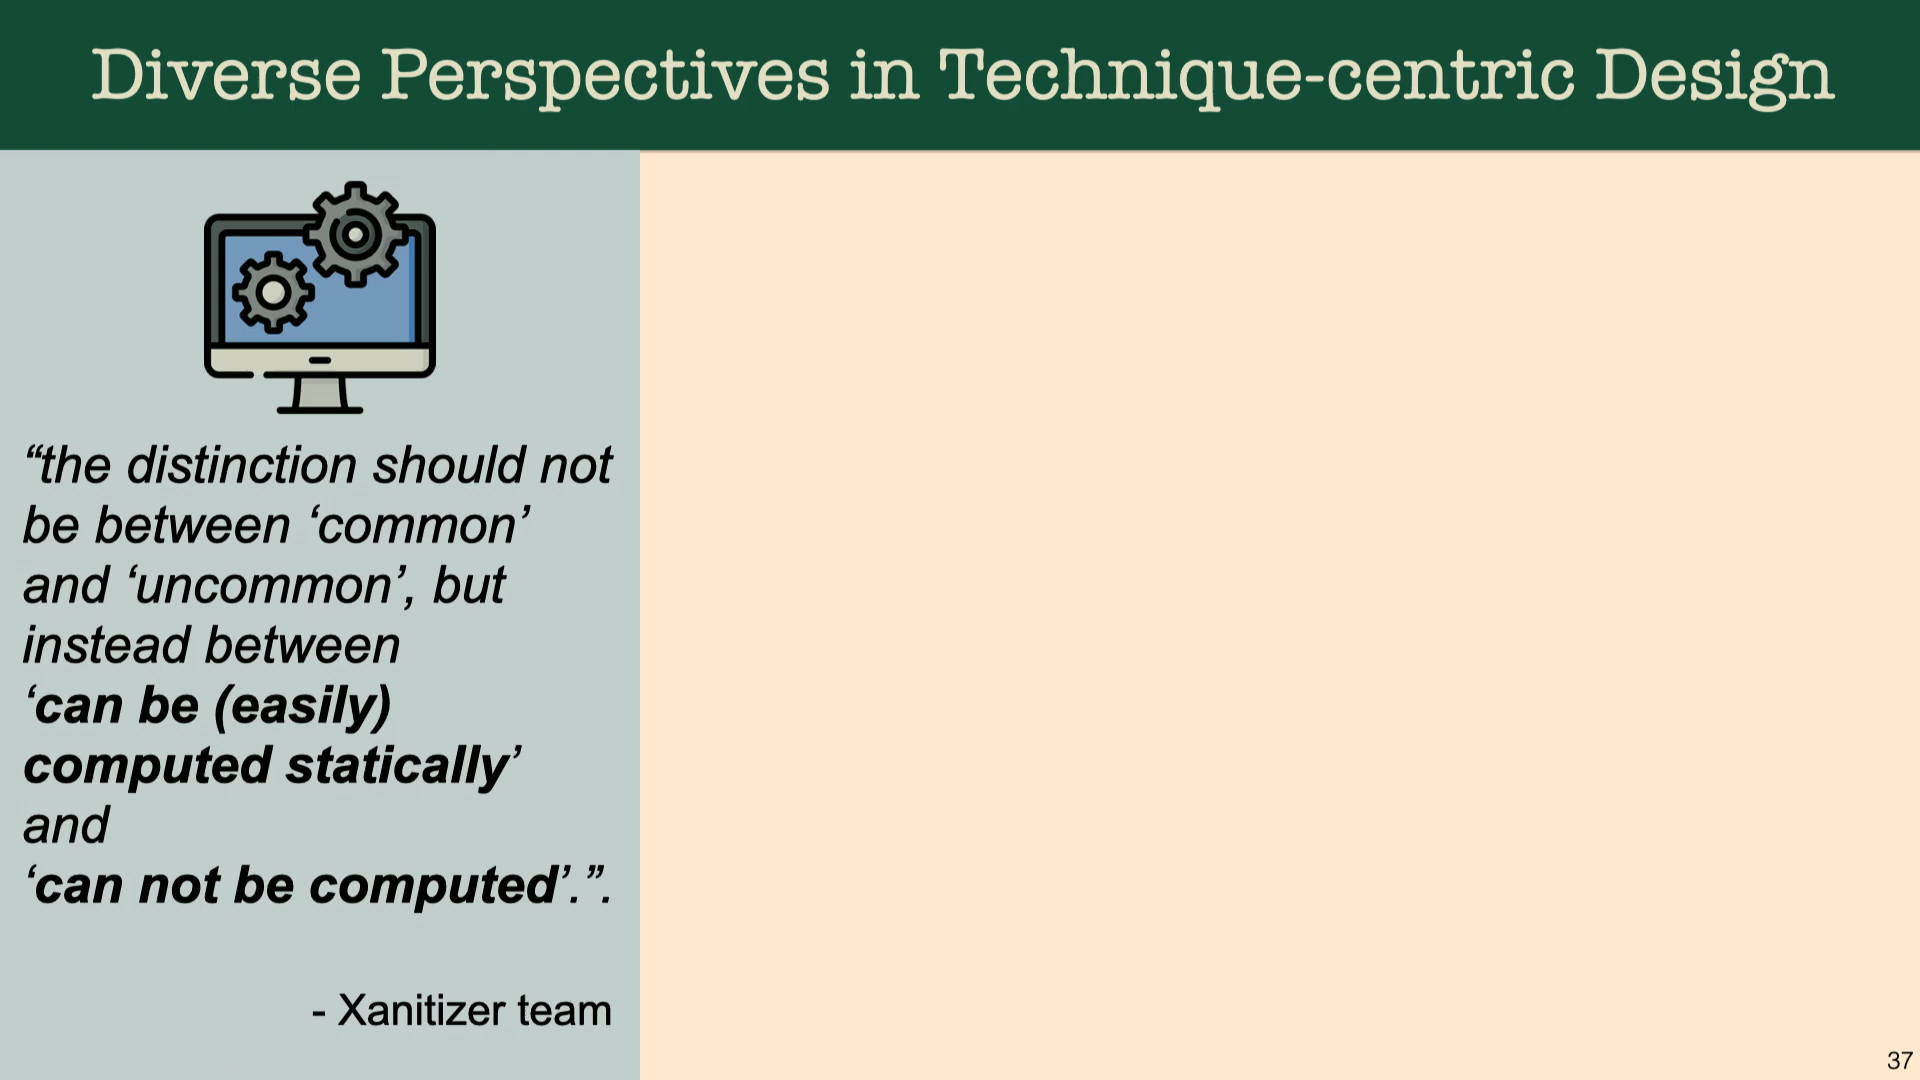 Diverse Perspectives in Technique-centric Design
“the distinction should not
be between ‘common’
and ‘uncommon’, but
instead between
‘can be (easily)
computed statically’
and
‘can not be computed’.”.
- Xanitizer team
37